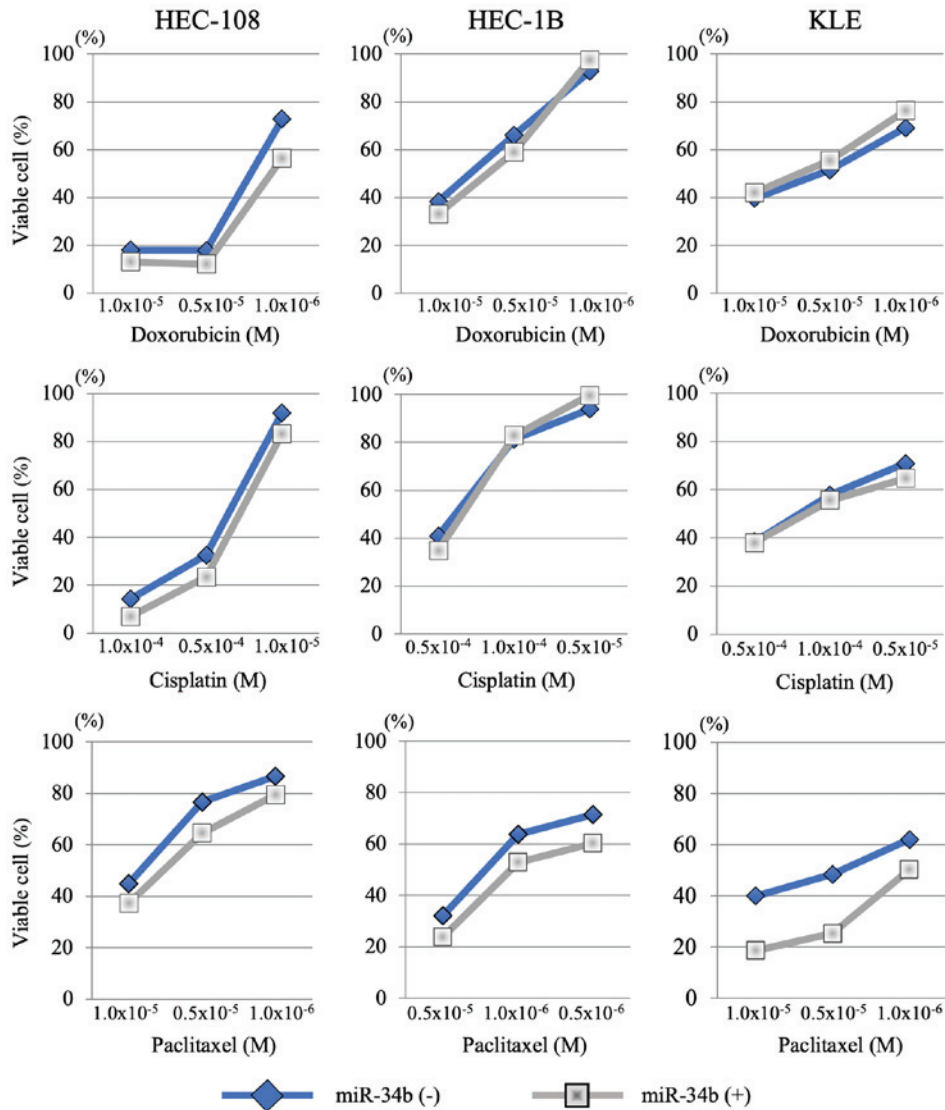 HEC-108 HEC-1B KLE
(%) (%) (%)
Viable cell (%)
100 100 100
80 80 80
60 60 60
40 40 40
20 20 20
0 0 0
1.0x10⁻⁵ 0.5x10⁻⁵ 1.0x10⁻⁶ 1.0x10⁻⁵ 0.5x10⁻⁵ 1.0x10⁻⁶ 1.0x10⁻⁵ 0.5x10⁻⁵ 1.0x10⁻⁶
Doxorubicin (M) Doxorubicin (M) Doxorubicin (M)
(%) (%) (%)
Viable cell (%)
100 100 100
80 80 80
60 60 60
40 40 40
20 20 20
0 0 0
1.0x10⁻⁴ 0.5x10⁻⁴ 1.0x10⁻⁵ 0.5x10⁻⁴ 1.0x10⁻⁴ 0.5x10⁻⁵ 0.5x10⁻⁴ 1.0x10⁻⁴ 0.5x10⁻⁵
Cisplatin (M) Cisplatin (M) Cisplatin (M)
(%) (%) (%)
Viable cell (%)
100 100 100
80 80 80
60 60 60
40 40 40
20 20 20
0 0 0
1.0x10⁻⁵ 0.5x10⁻⁵ 1.0x10⁻⁶ 0.5x10⁻⁵ 1.0x10⁻⁶ 0.5x10⁻⁶ 1.0x10⁻⁵ 0.5x10⁻⁵ 1.0x10⁻⁶
Paclitaxel (M) Paclitaxel (M) Paclitaxel (M)
miR-34b (-) miR-34b (+)